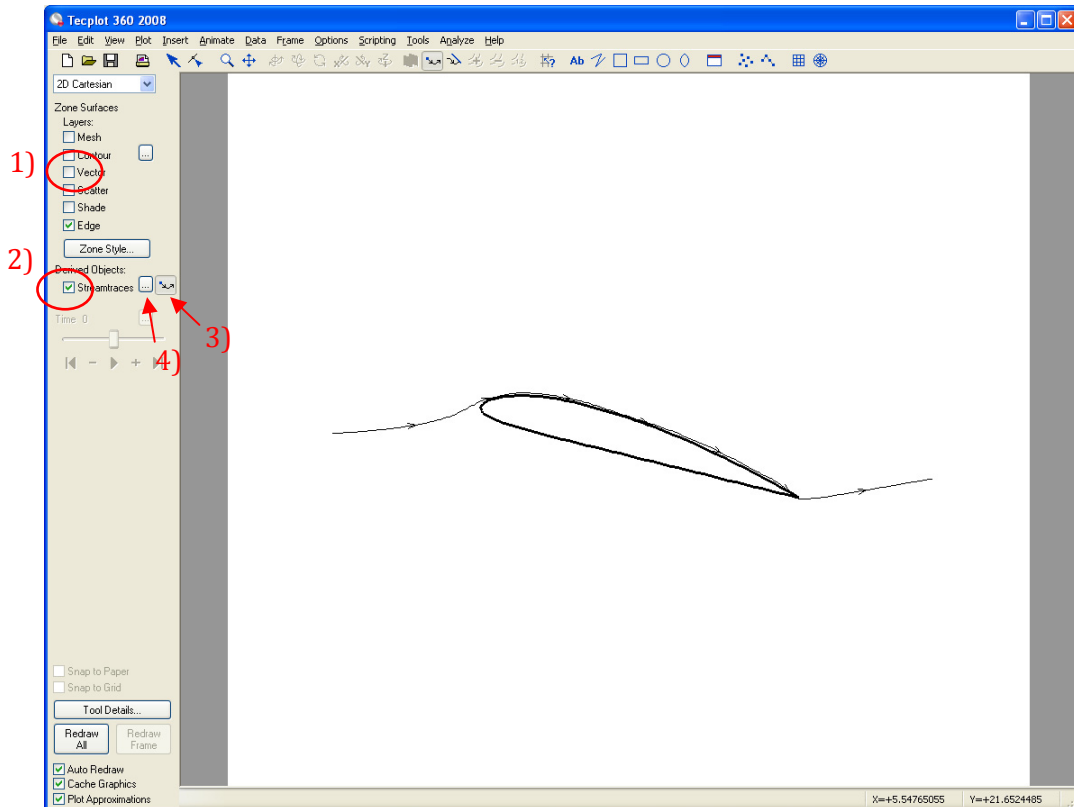 Tecplot 360 2008
File Edit View Plot Insert Animate Data Frame Options Scripting Tools Analyze Help
Ab
2D Cartesian
Zone Surfaces
Layers:
Mesh
1)
Contour ...
Vector
Scatter
Shade
Edge
Zone Style...
2)
Derived Objects:
Streamtraces ...
Time 0 ...
3)
4)
Snap to Paper
Snap to Grid
Tool Details...
Redraw All
Redraw Frame
Auto Redraw
Cache Graphics
Plot Approximations
X=+5.54765055 Y=+21.6524485